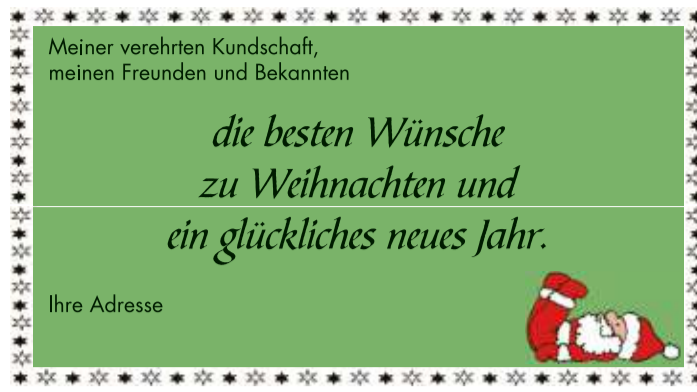 Meiner verehrten Kundschaft,
meinen Freunden und Bekannten
die besten Wünsche
zu Weihnachten und
ein glückliches neues Jahr.
Ihre Adresse